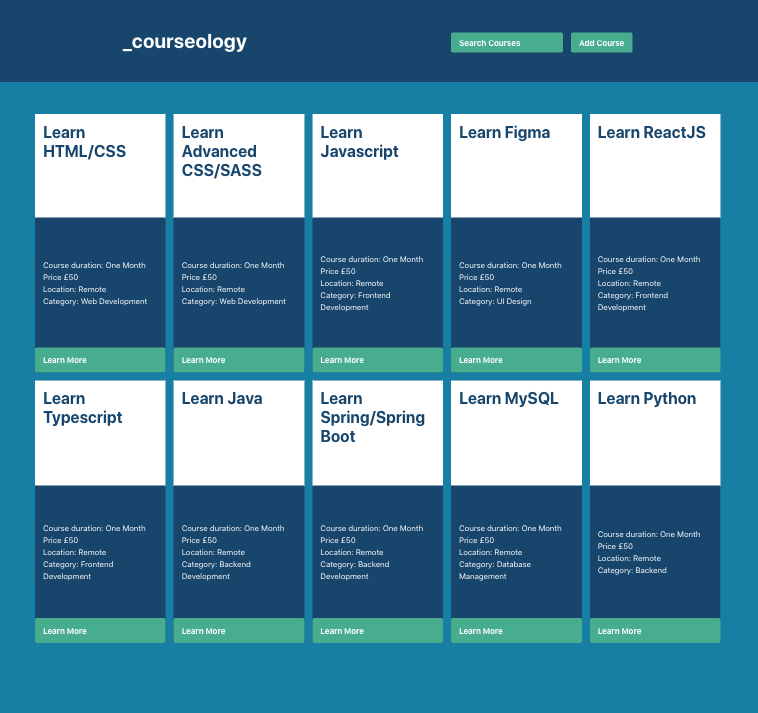 _courseology
Search Courses
Add Course
Learn
HTML/CSS
Course duration: One Month
Price £50
Location: Remote
Category: Web Development
Learn More
Learn
Advanced
CSS/SASS
Course duration: One Month
Price £50
Location: Remote
Category: Web Development
Learn More
Learn
Javascript
Course duration: One Month
Price £50
Location: Remote
Category: Frontend
Development
Learn More
Learn Figma
Course duration: One Month
Price £50
Location: Remote
Category: UI Design
Learn More
Learn ReactJS
Course duration: One Month
Price £50
Location: Remote
Category: Frontend
Development
Learn More
Learn
Typescript
Course duration: One Month
Price £50
Location: Remote
Category: Frontend
Development
Learn More
Learn Java
Course duration: One Month
Price £50
Location: Remote
Category: Backend
Development
Learn More
Learn
Spring/Spring
Boot
Course duration: One Month
Price £50
Location: Remote
Category: Backend
Development
Learn More
Learn MySQL
Course duration: One Month
Price £50
Location: Remote
Category: Database
Management
Learn More
Learn Python
Course duration: One Month
Price £50
Location: Remote
Category: Backend
Learn More